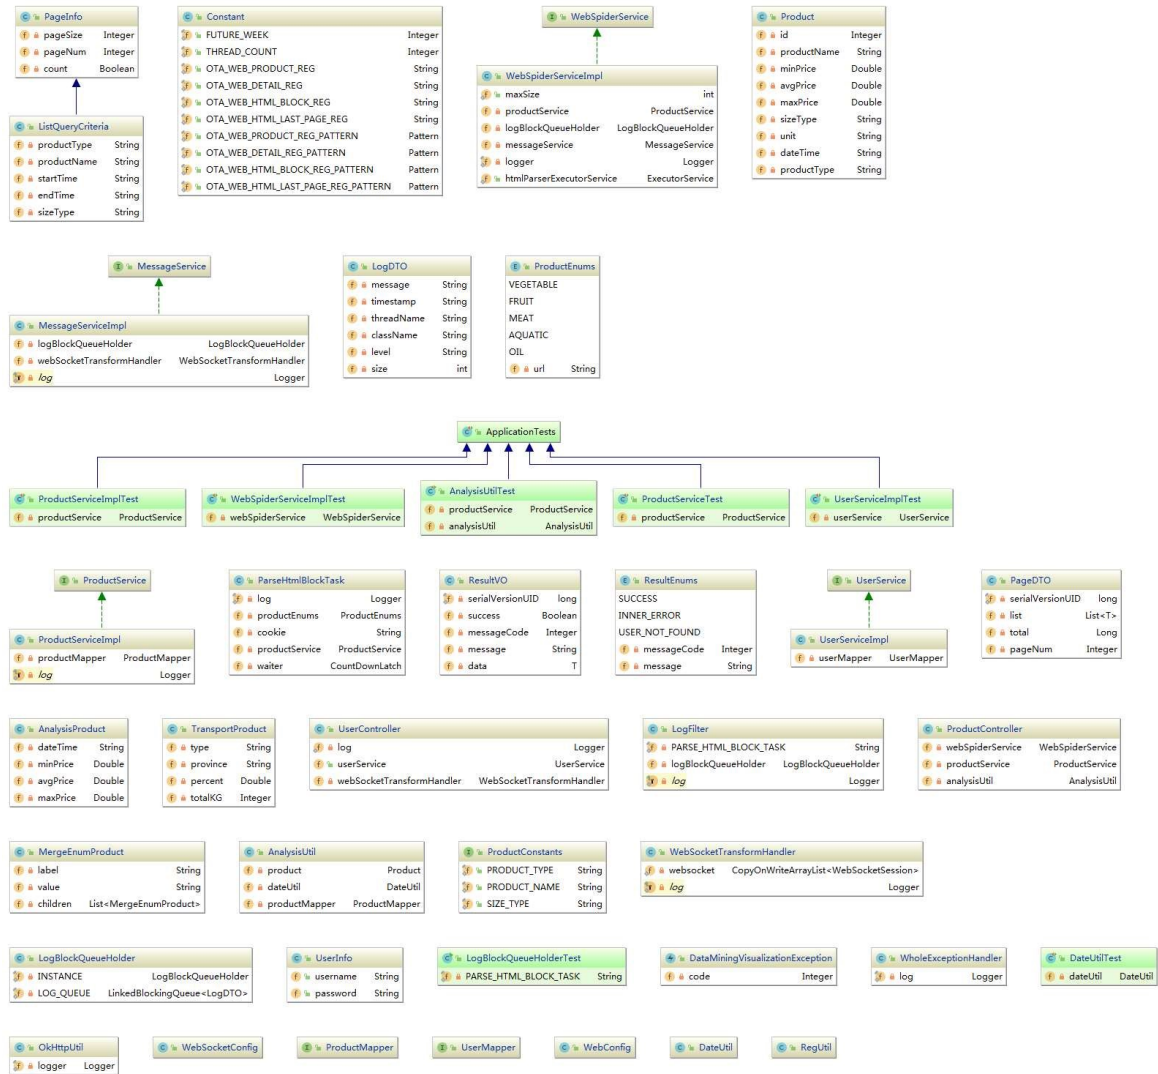 PageInfo
pageSize Integer
pageNum Integer
count Boolean
ListQueryCriteria
productType String
productName String
startTime String
endTime String
sizeType String
Constant
FUTURE_WEEK Integer
THREAD_COUNT Integer
OTA_WEB_PRODUCT_REG String
OTA_WEB_DETAIL_REG String
OTA_WEB_HTML_BLOCK_REG String
OTA_WEB_HTML_LAST_PAGE_REG String
OTA_WEB_PRODUCT_REG_PATTERN Pattern
OTA_WEB_DETAIL_REG_PATTERN Pattern
OTA_WEB_HTML_BLOCK_REG_PATTERN Pattern
OTA_WEB_HTML_LAST_PAGE_REG_PATTERN Pattern
WebSpiderService
WebSpiderServiceImpl
maxSize int
productService ProductService
logBlockQueueHolder LogBlockQueueHolder
messageService MessageService
logger Logger
htmlParserExecutorService ExecutorService
Product
id Integer
productName String
minPrice Double
avgPrice Double
maxPrice Double
sizeType String
unit String
dateTime String
productType String
MessageService
MessageServiceImpl
logBlockQueueHolder LogBlockQueueHolder
webSocketTransformHandler WebSocketTransformHandler
log Logger
LogDTO
message String
timestamp String
threadName String
className String
level String
size int
ProductEnums
VEGETABLE
FRUIT
MEAT
AQUATIC
OIL
url String
ApplicationTests
ProductServiceImplTest
productService ProductService
WebSpiderServiceImplTest
webSpiderService WebSpiderService
AnalysisUtilTest
productService ProductService
analysisUtil AnalysisUtil
ProductServiceTest
productService ProductService
UserServiceImplTest
userService UserService
ProductService
ProductServiceImpl
productMapper ProductMapper
log Logger
ParseHtmlBlockTask
log Logger
productEnums ProductEnums
cookie String
productService ProductService
waiter CountDownLatch
ResultVO
serialVersionUID long
success Boolean
messageCode Integer
message String
data T
ResultEnums
SUCCESS
INNER_ERROR
USER_NOT_FOUND
messageCode Integer
message String
UserService
UserServiceImpl
userMapper UserMapper
PageDTO
serialVersionUID long
list List<T>
total Long
pageNum Integer
AnalysisProduct
dateTime String
minPrice Double
avgPrice Double
maxPrice Double
TransportProduct
type String
province String
percent Double
totalKG Integer
UserController
log Logger
userService UserService
webSocketTransformHandler WebSocketTransformHandler
LogFilter
PARSE_HTML_BLOCK_TASK String
logBlockQueueHolder LogBlockQueueHolder
log Logger
ProductController
webSpiderService WebSpiderService
productService ProductService
analysisUtil AnalysisUtil
MergeEnumProduct
label String
value String
children List<MergeEnumProduct>
AnalysisUtil
product Product
dateUtil DateUtil
productMapper ProductMapper
ProductConstants
PRODUCT_TYPE String
PRODUCT_NAME String
SIZE_TYPE String
WebSocketTransformHandler
websocket CopyOnWriteArrayList<WebSocketSession>
log Logger
LogBlockQueueHolder
INSTANCE LogBlockQueueHolder
LOG_QUEUE LinkedBlockingQueue<LogDTO>
UserInfo
username String
password String
LogBlockQueueHolderTest
PARSE_HTML_BLOCK_TASK String
DataMiningVisualizationException
code Integer
WholeExceptionHandler
log Logger
DateUtilTest
dateUtil DateUtil
OkHttpUtil
logger Logger
WebSocketConfig
ProductMapper
UserMapper
WebConfig
DateUtil
RegUtil